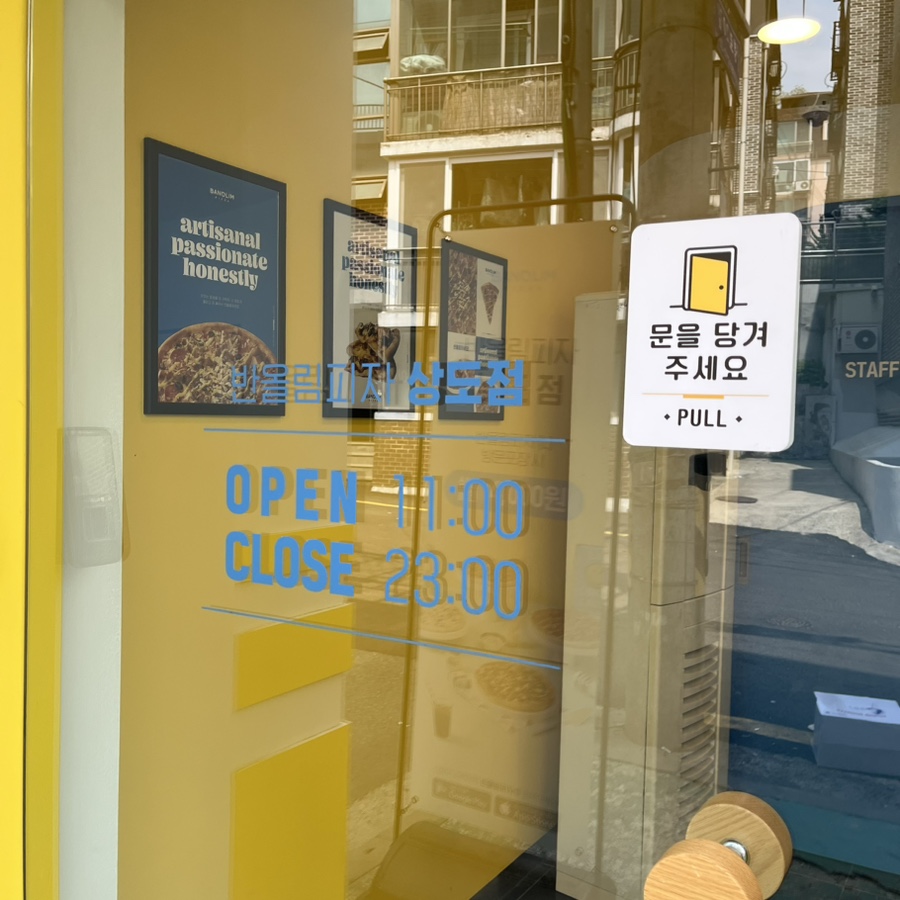 BANOLIM
artisanal
passionate
honestly
반올림피자 상도점
OPEN 11:00
CLOSE 23:00
문을 당겨
주세요
• PULL •
STAFF